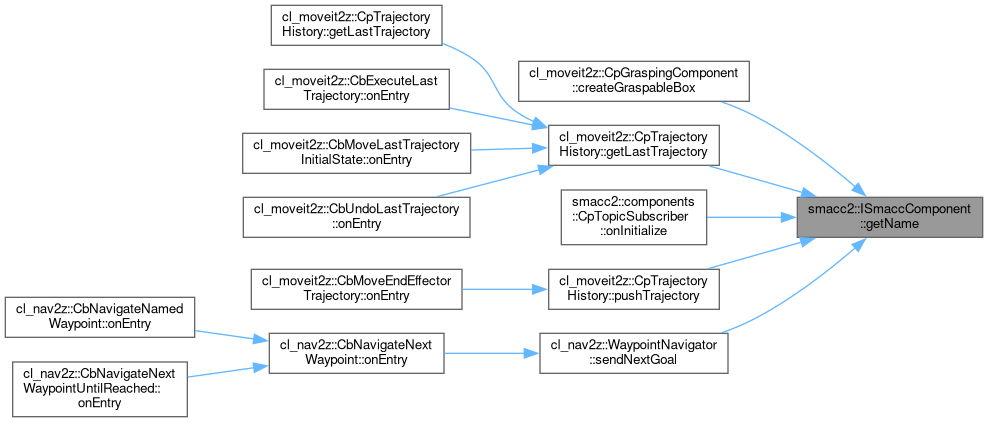 cl_moveit2z::CpTrajectory
History::getLastTrajectory
cl_moveit2z::CpGraspingComponent
::createGraspableBox
cl_moveit2z::CbExecuteLast
Trajectory::onEntry
cl_moveit2z::CpTrajectory
History::getLastTrajectory
cl_moveit2z::CbMoveLastTrajectory
InitialState::onEntry
cl_moveit2z::CbUndoLastTrajectory
::onEntry
smacc2::components
::CpTopicSubscriber
::onInitialize
smacc2::ISmaccComponent
::getName
cl_moveit2z::CbMoveEndEffector
Trajectory::onEntry
cl_moveit2z::CpTrajectory
History::pushTrajectory
cl_nav2z::CbNavigateNamed
Waypoint::onEntry
cl_nav2z::CbNavigateNext
Waypoint::onEntry
cl_nav2z::WaypointNavigator
::sendNextGoal
cl_nav2z::CbNavigateNext
WaypointUntilReached::
onEntry